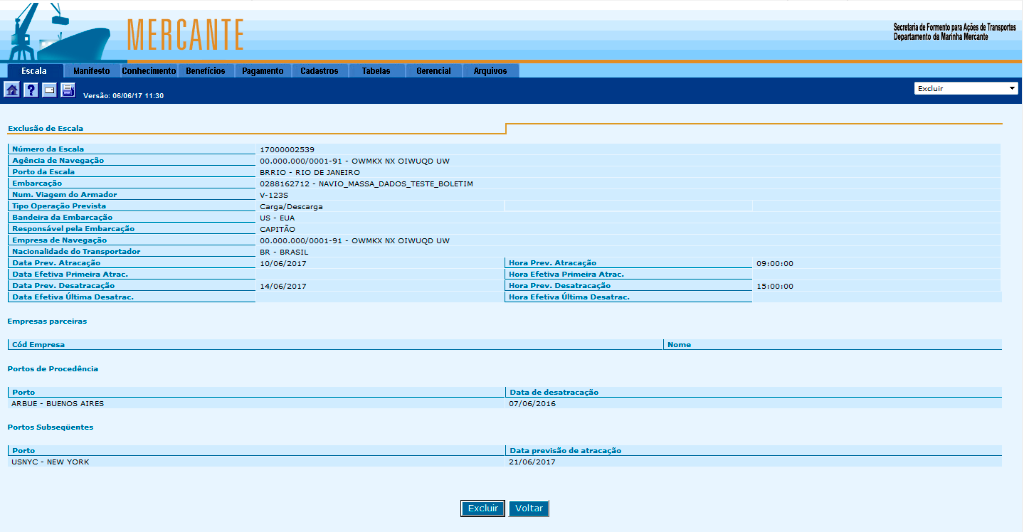 MERCANTE
Secretaria de Formento para Ações de Transportes
Departamento da Marinha Mercante
Escala Manifesto Conhecimento Benefícios Pagamento Cadastros Tabelas Gerencial Arquivos
Versão: 06/06/17 11:30
Excluir
Exclusão de Escala
Número da Escala 17000002539
Agência de Navegação 00.000.000/0001-91 - OWMKX NX OIWUQD UW
Porto da Escala BRRIO - RIO DE JANEIRO
Embarcação 0288162712 - NAVIO_MASSA_DADOS_TESTE_BOLETIM
Num. Viagem do Armador V-123S
Tipo Operação Prevista Carga/Descarga
Bandeira da Embarcação US - EUA
Responsável pela Embarcação CAPITÃO
Empresa de Navegação 00.000.000/0001-91 - OWMKX NX OIWUQD UW
Nacionalidade do Transportador BR - BRASIL
Data Prev. Atracação 10/06/2017 Hora Prev. Atracação 09:00:00
Data Efetiva Primeira Atrac. Hora Efetiva Primeira Atrac.
Data Prev. Desatracação 14/06/2017 Hora Prev. Desatracação 15:00:00
Data Efetiva Última Desatrac. Hora Efetiva Última Desatrac.
Empresas parceiras
Cód Empresa Nome
Portos de Procedência
Porto Data de desatracação
ARBUE - BUENOS AIRES 07/06/2016
Portos Subseqüentes
Porto Data previsão de atracação
USNYC - NEW YORK 21/06/2017
Excluir Voltar